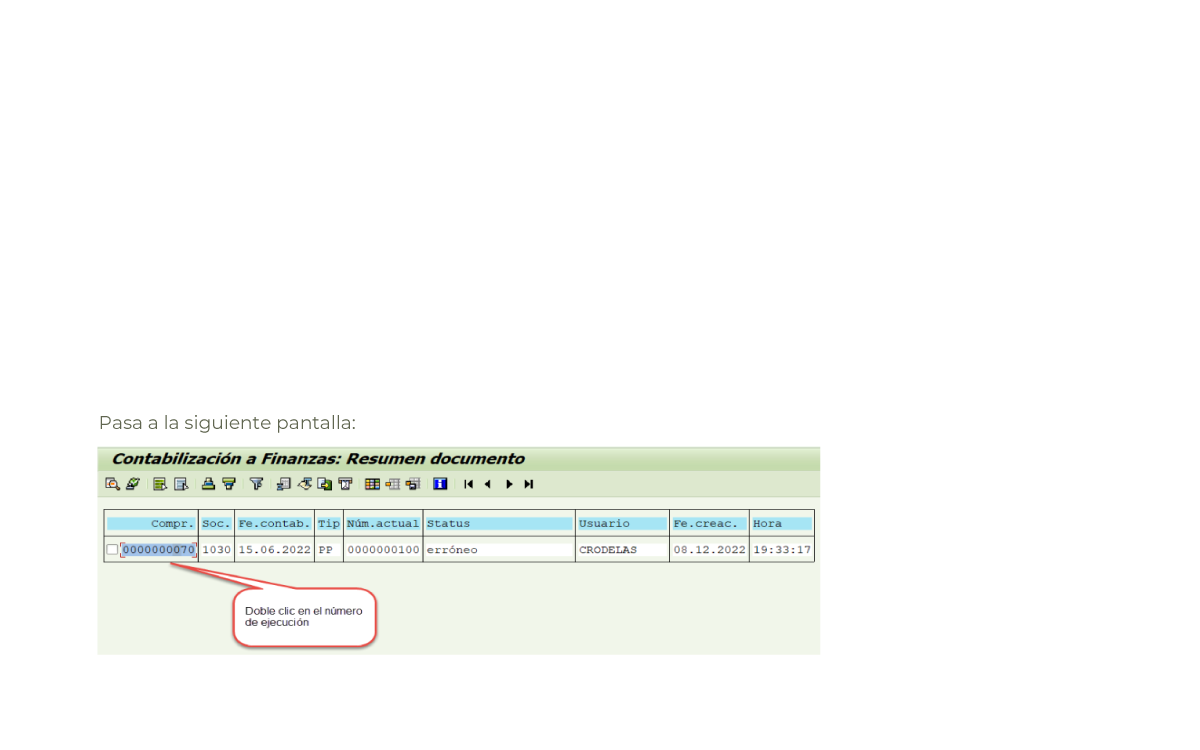 Pasa a la siguiente pantalla:
Contabilización a Finanzas: Resumen documento
Compr. Soc. Fe.contab. Tip Núm.actual Status Usuario Fe.creac. Hora
0000000070 1030 15.06.2022 PP 0000000100 erróneo CRODELAS 08.12.2022 19:33:17
Doble clic en el número
de ejecución